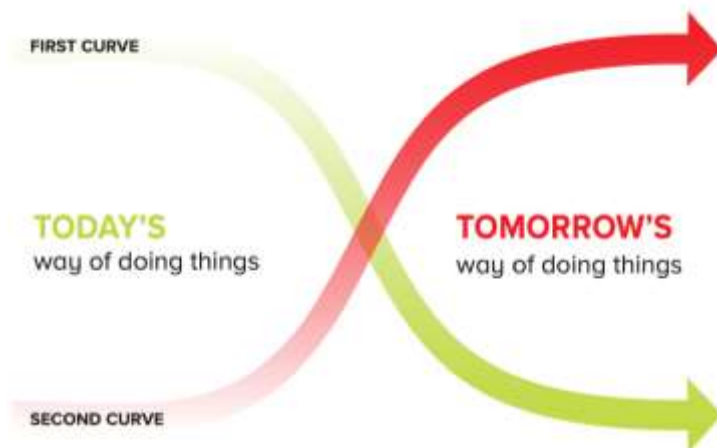 FIRST CURVE
TODAY'S
way of doing things
TOMORROW'S
way of doing things
SECOND CURVE